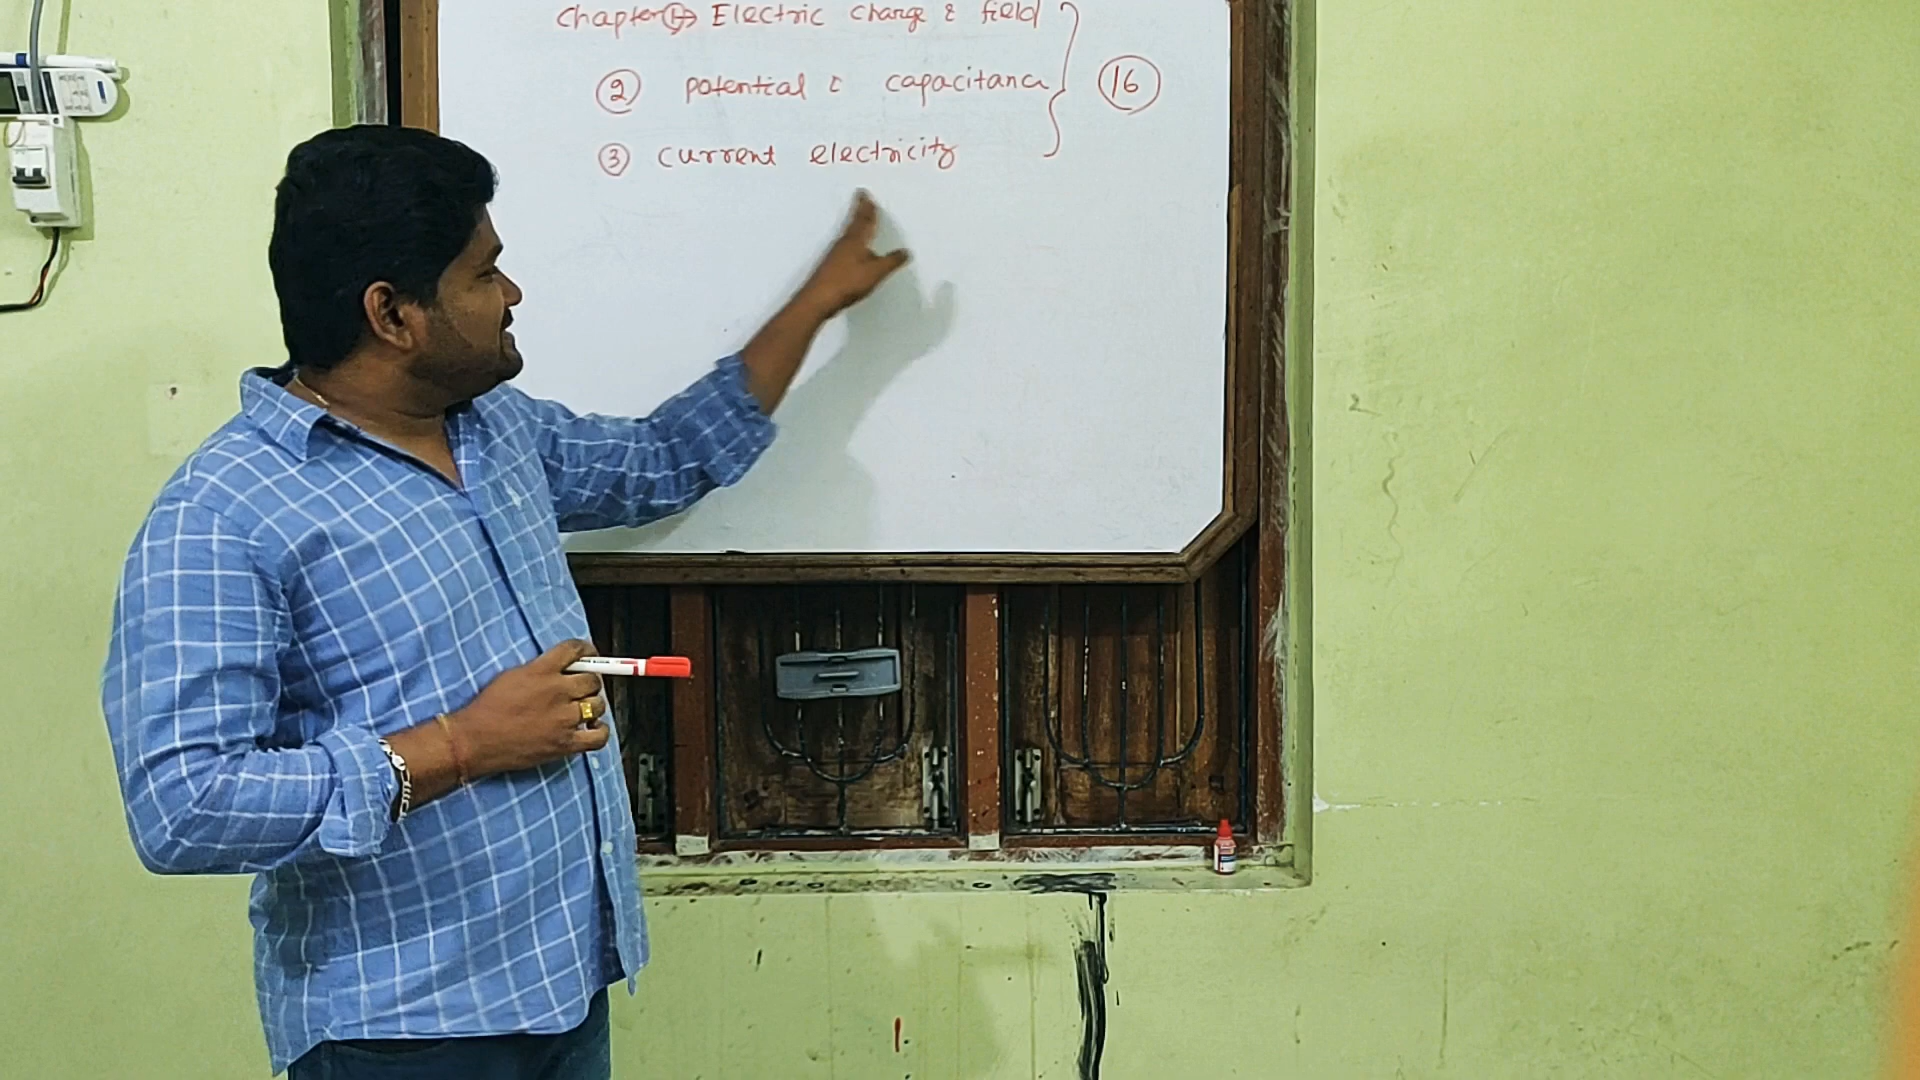 Chapter ① → Electric charge & field
② potential & capacitance
③ current electricity
16